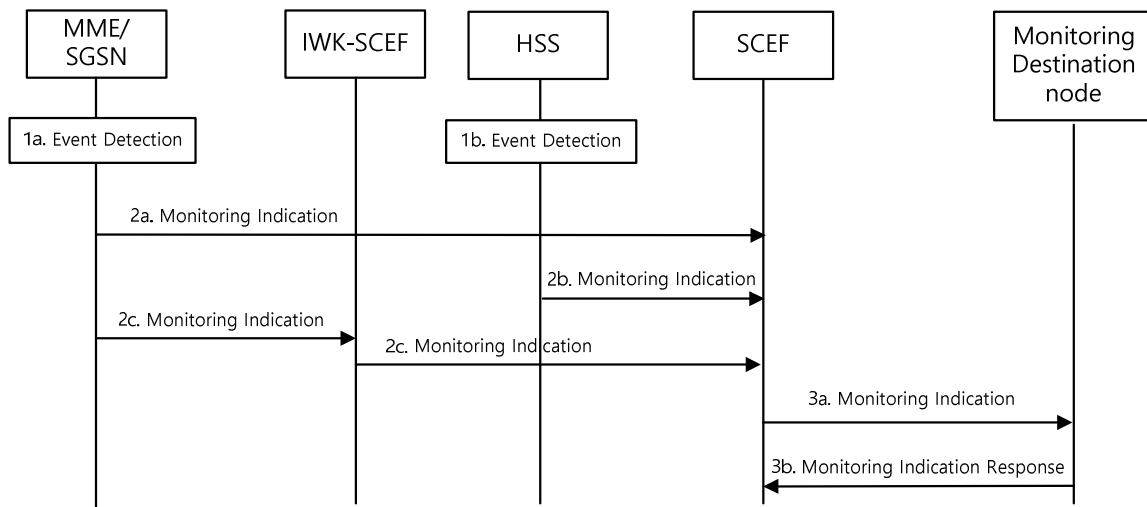 MME/
SGSN
IWK-SCEF
HSS
SCEF
Monitoring
Destination
node
1a. Event Detection
1b. Event Detection
2a. Monitoring Indication
2b. Monitoring Indication
2c. Monitoring Indication
2c. Monitoring Indication
3a. Monitoring Indication
3b. Monitoring Indication Response